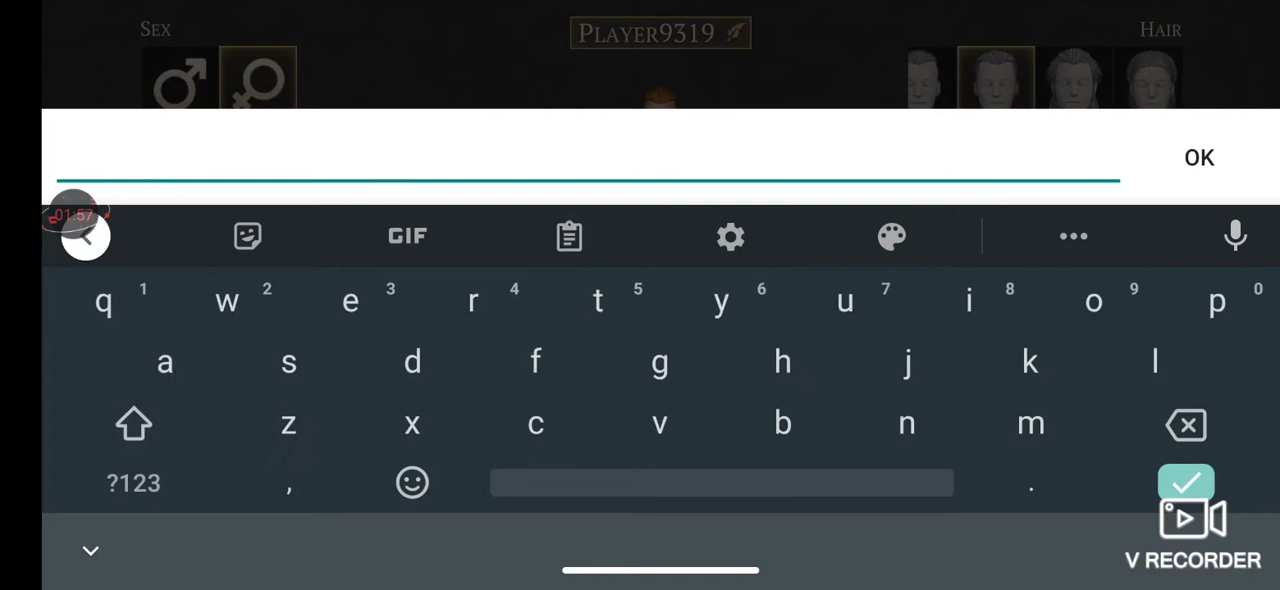 SEX
PLAYER9319
HAIR
OK
01:57
GIF
q 1 w 2 e 3 r 4 t 5 y 6 u 7 i 8 o 9 p 0
a s d f g h j k l
z x c v b n m
?123 , .
V RECORDER